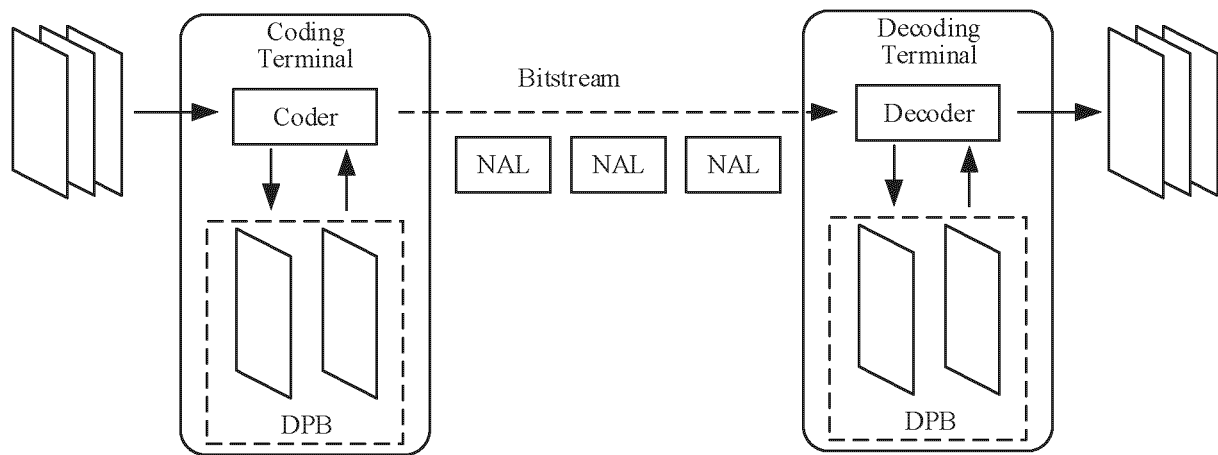 Coding
Terminal
Coder
DPB
Bitstream
NAL NAL NAL
Decoding
Terminal
Decoder
DPB